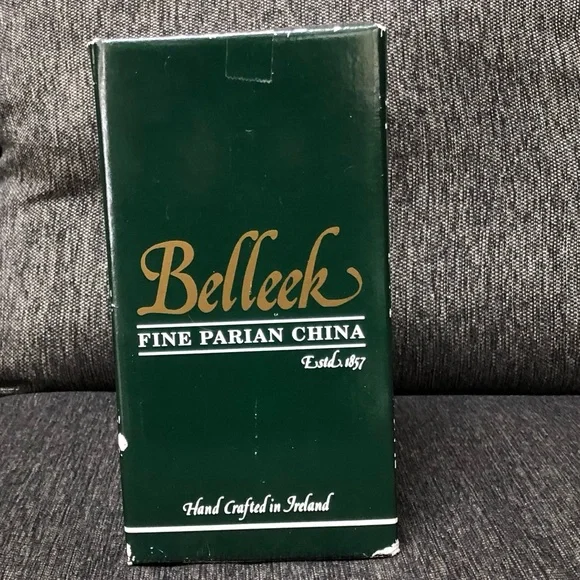 Belleek
FINE PARIAN CHINA
Estd. 1857
Hand Crafted in Ireland